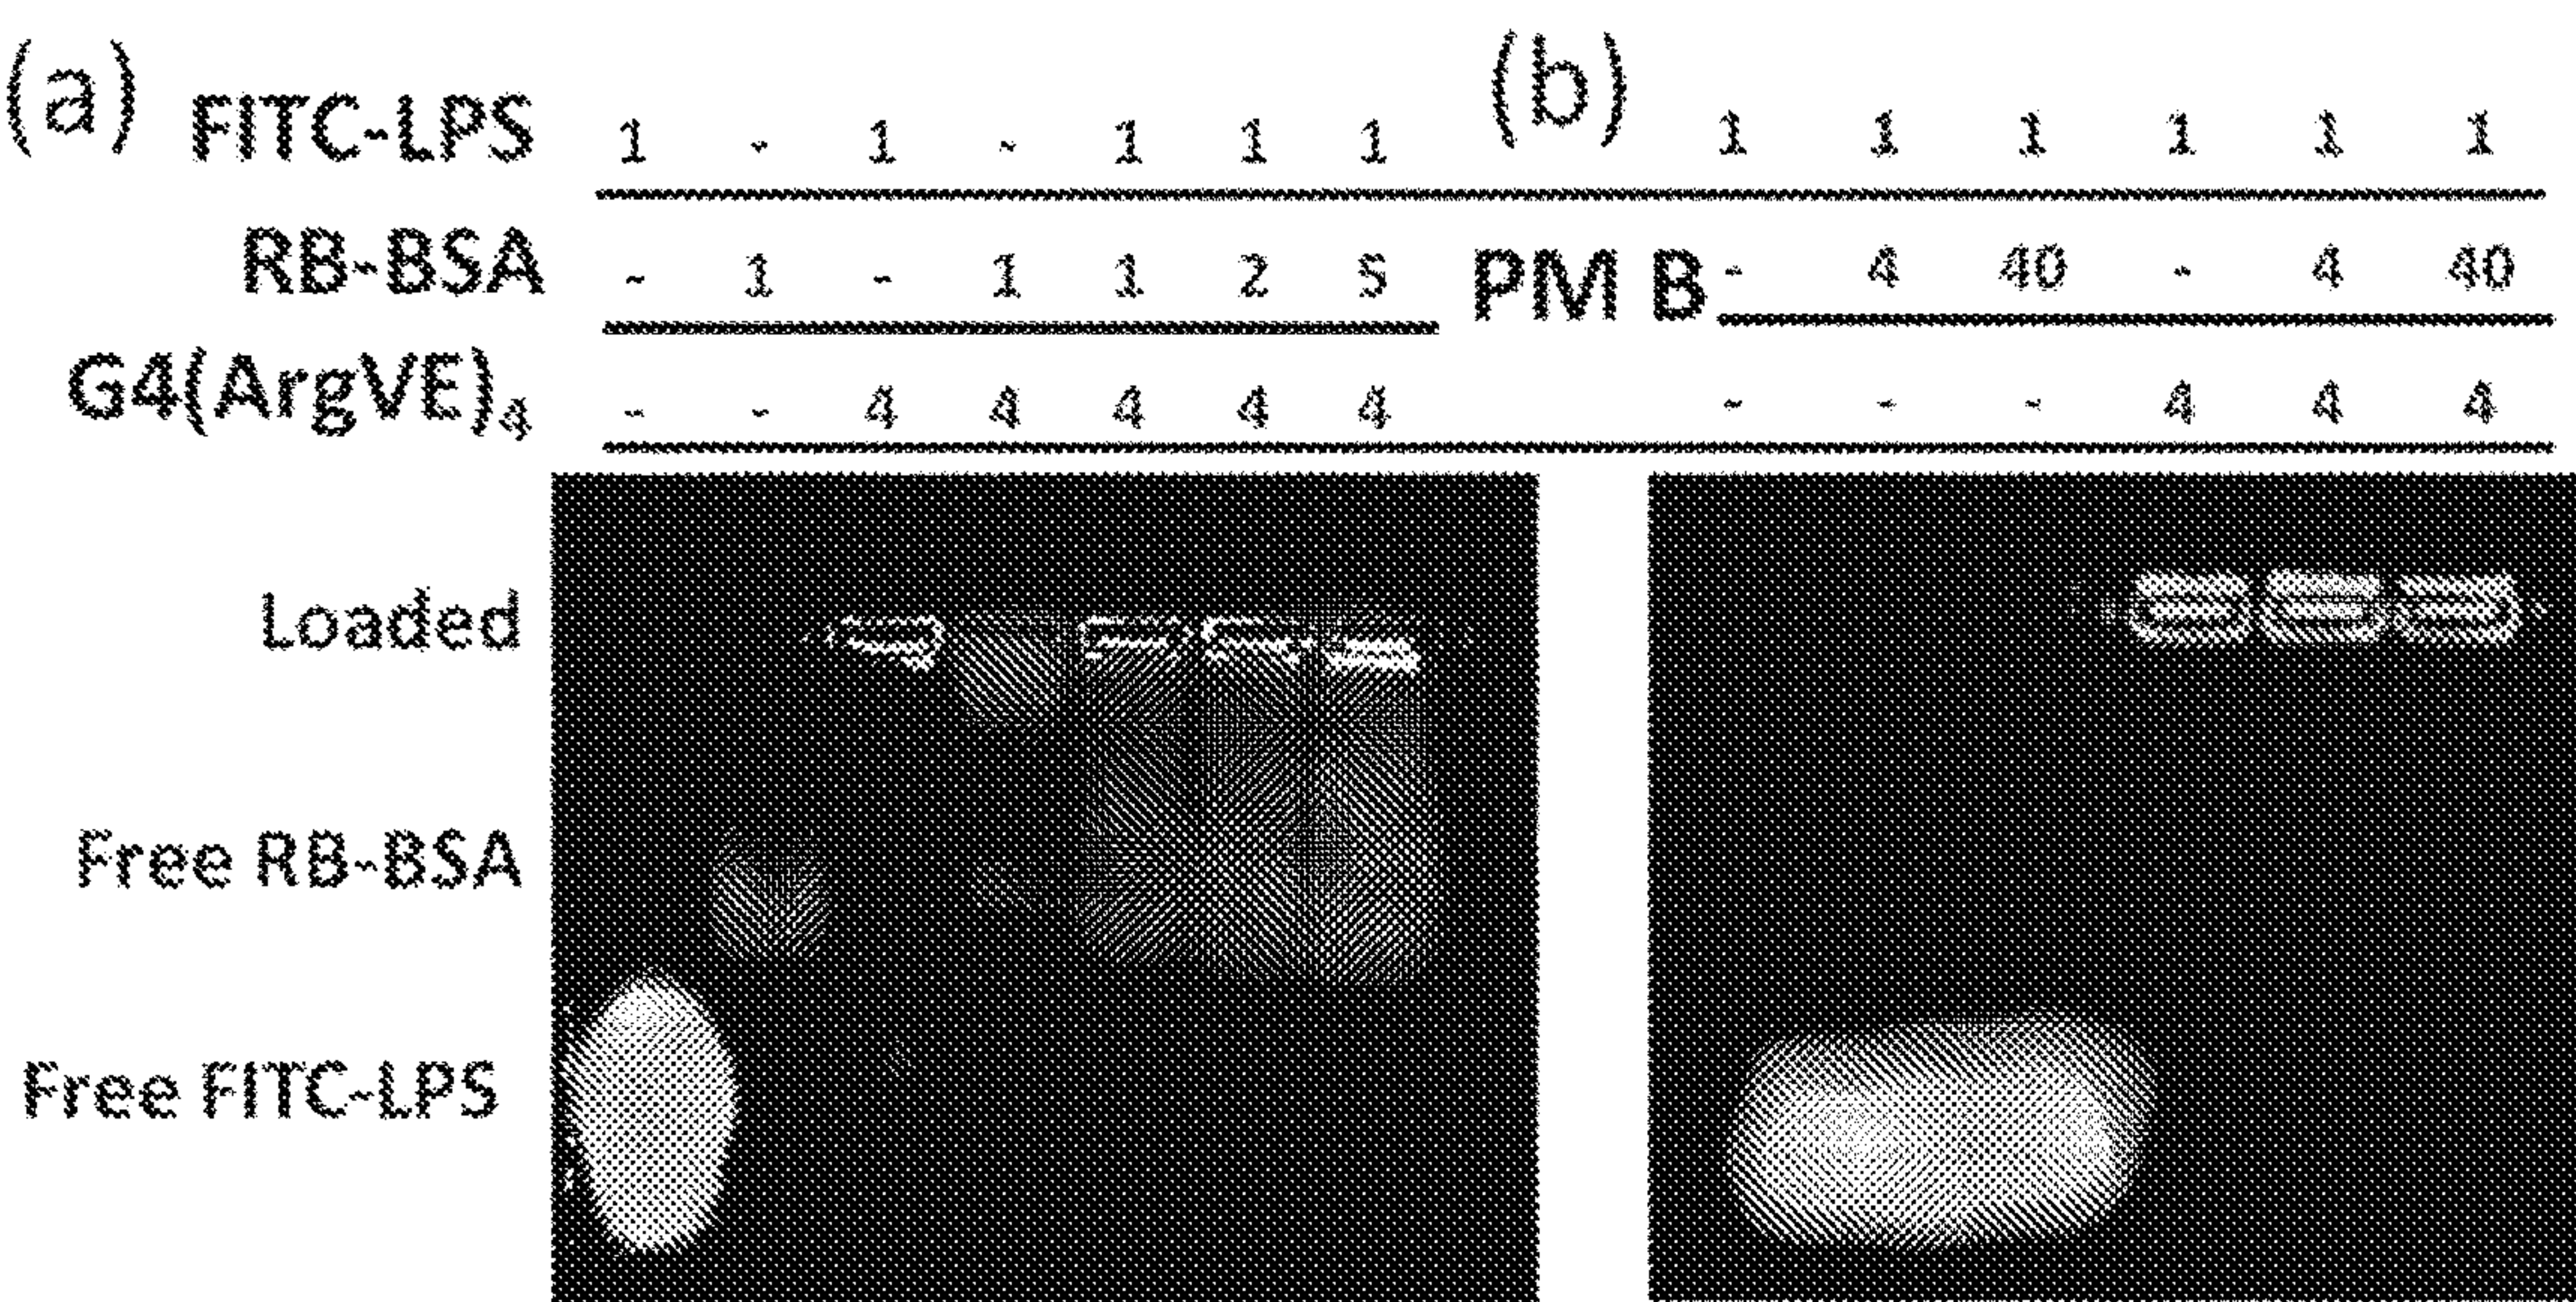 (a) FITC-LPS 1 - 1 - 1 1 1 (b) 1 1 1 1 1 1
RB-BSA - 1 - 1 1 2 5 PM B - 4 40 - 4 40
G4(ArgVE)₄ - - 4 4 4 4 4 - - - 4 4 4
Loaded
Free RB-BSA
Free FITC-LPS